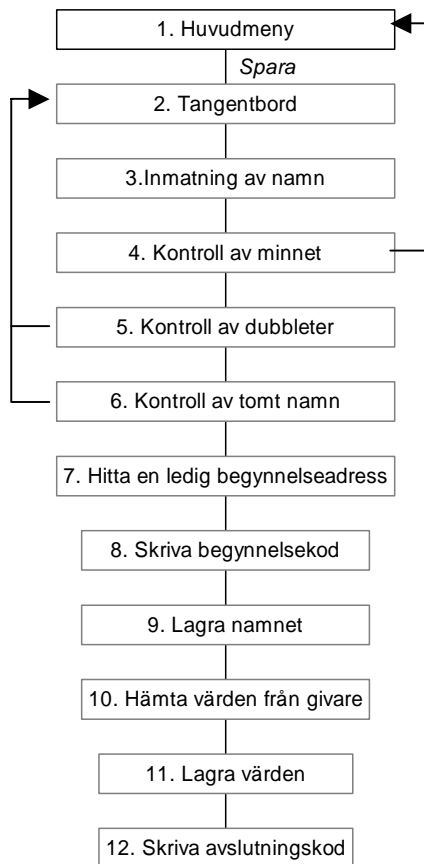 1. Huvudmeny
Spara
2. Tangentbord
3.Inmatning av namn
4. Kontroll av minnet
5. Kontroll av dubbleter
6. Kontroll av tomt namn
7. Hitta en ledig begynnelseadress
8. Skriva begynnelsekod
9. Lagra namnet
10. Hämta värden från givare
11. Lagra värden
12. Skriva avslutningskod